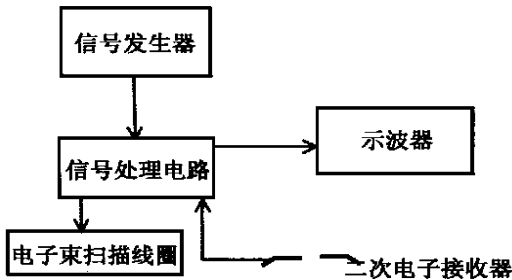 信号发生器
信号处理电路
示波器
电子束扫描线圈
二次电子接收器